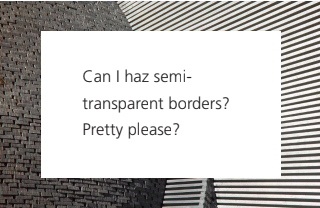 Can I haz semi-
transparent borders?
Pretty please?